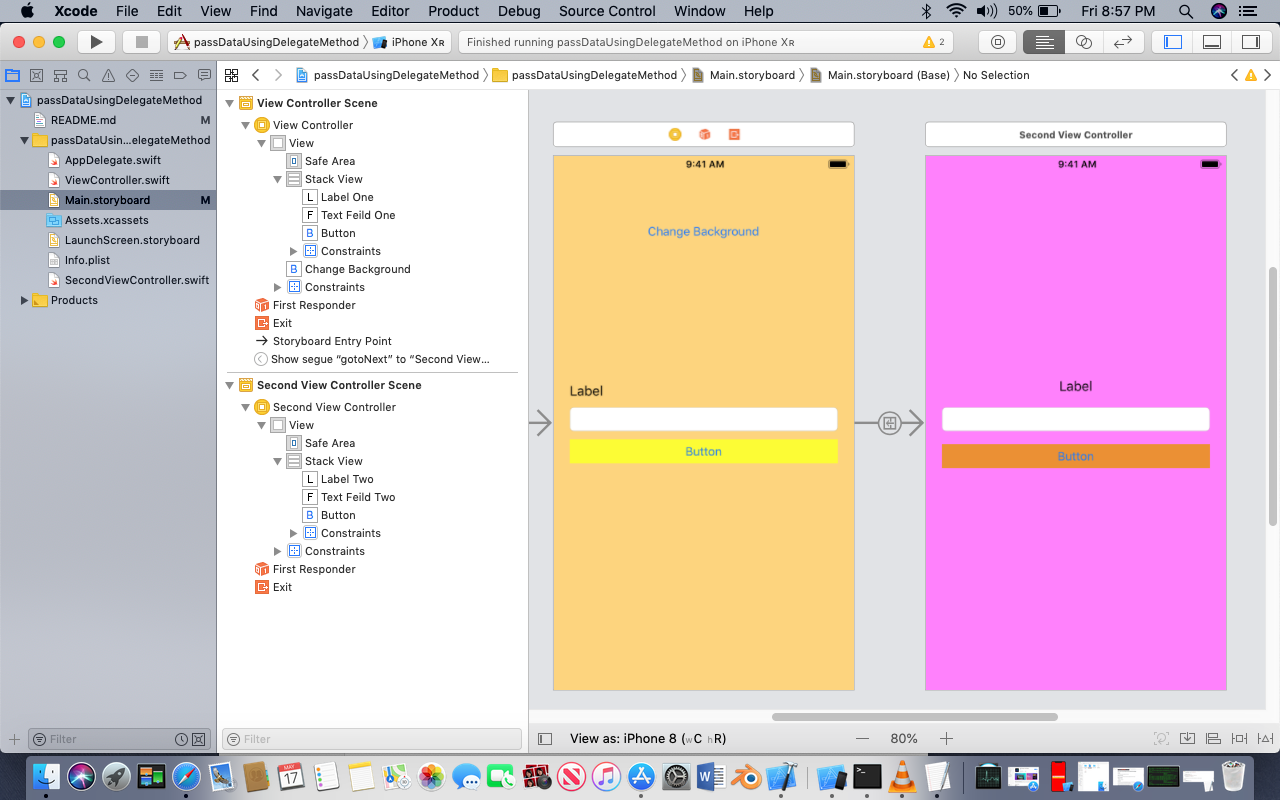 Xcode File Edit View Find Navigate Editor Product Debug Source Control Window Help 50% Fri 8:57 PM
passDataUsingDelegateMethod iPhone XR Finished running passDataUsingDelegateMethod on iPhone XR 2
passDataUsingDelegateMethod passDataUsingDelegateMethod Main.storyboard Main.storyboard (Base) No Selection
passDataUsingDelegateMethod
README.md M
passDataUsin...elegateMethod
AppDelegate.swift
ViewController.swift
Main.storyboard M
Assets.xcassets
LaunchScreen.storyboard
Info.plist
SecondViewController.swift
Products
Filter
View Controller Scene
View Controller
View
Safe Area
Stack View
L Label One
F Text Feild One
B Button
Constraints
B Change Background
Constraints
First Responder
Exit
Storyboard Entry Point
Show segue “gotoNext” to “Second View...
Second View Controller Scene
Second View Controller
View
Safe Area
Stack View
L Label Two
F Text Feild Two
B Button
Constraints
Constraints
First Responder
Exit
Filter
9:41 AM
Change Background
Label
Button
Second View Controller
9:41 AM
Label
Button
View as: iPhone 8 (wC hR) 80%
MAY
17